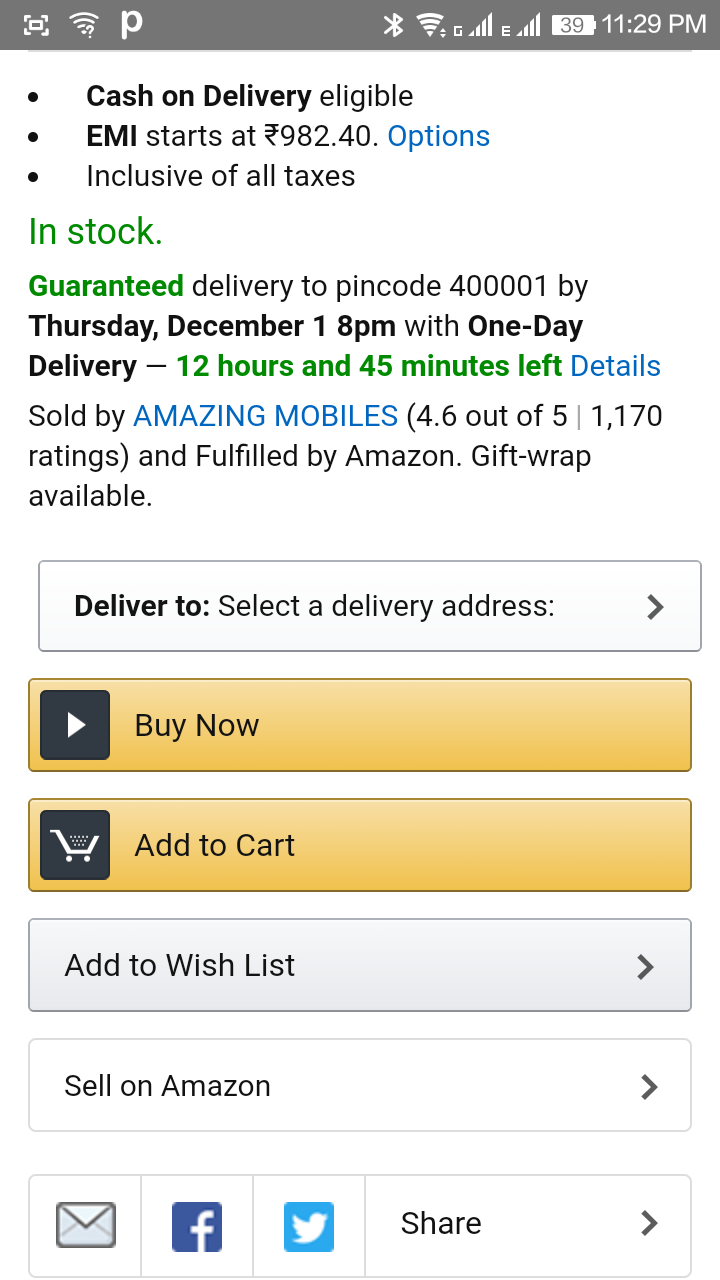 p G E 39 11:29 PM
• Cash on Delivery eligible
• EMI starts at ₹982.40. Options
• Inclusive of all taxes
In stock.
Guaranteed delivery to pincode 400001 by
Thursday, December 1 8pm with One-Day
Delivery — 12 hours and 45 minutes left Details
Sold by AMAZING MOBILES (4.6 out of 5 | 1,170
ratings) and Fulfilled by Amazon. Gift-wrap
available.
Deliver to: Select a delivery address:
Buy Now
Add to Cart
Add to Wish List
Sell on Amazon
f Share